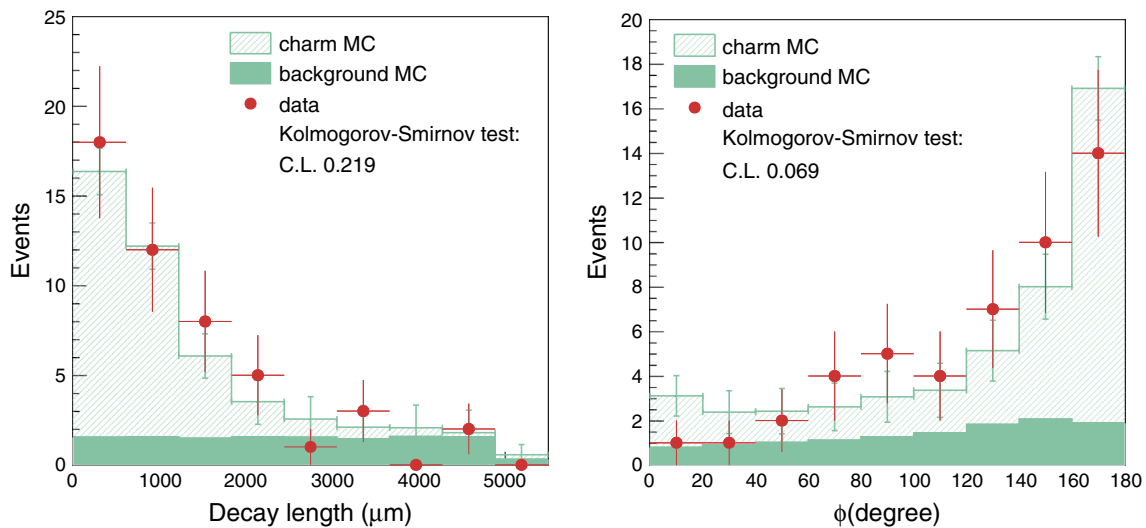 25
20
15
10
5
0
Events
charm MC
background MC
data
Kolmogorov-Smirnov test:
C.L. 0.219
0 1000 2000 3000 4000 5000
Decay length (μm)
20
18
16
14
12
10
8
6
4
2
0
Events
charm MC
background MC
data
Kolmogorov-Smirnov test:
C.L. 0.069
0 20 40 60 80 100 120 140 160 180
ϕ(degree)